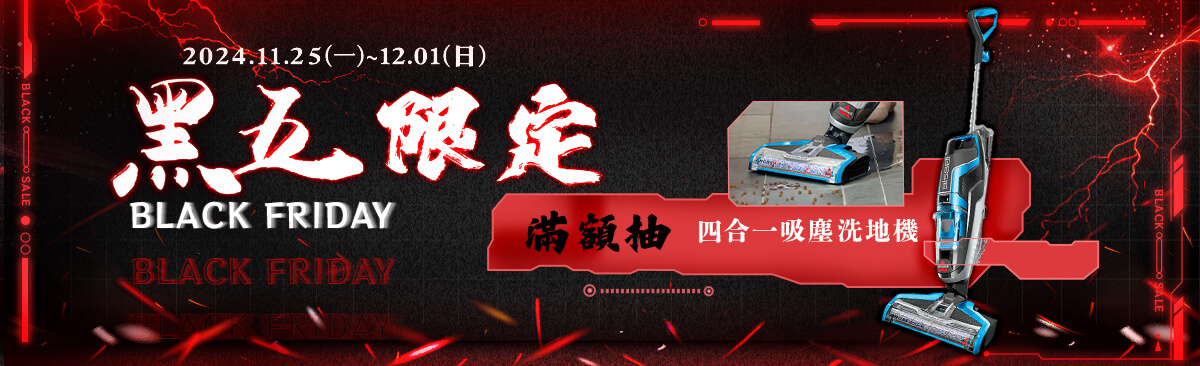 2024.11.25(一)~12.01(日)
黑五限定
BLACK FRIDAY
BLACK FRIDAY
BLACK FRIDAY
滿額抽
四合一吸塵洗地機
BLACK
SALE
BLACK
SALE
BISSELL